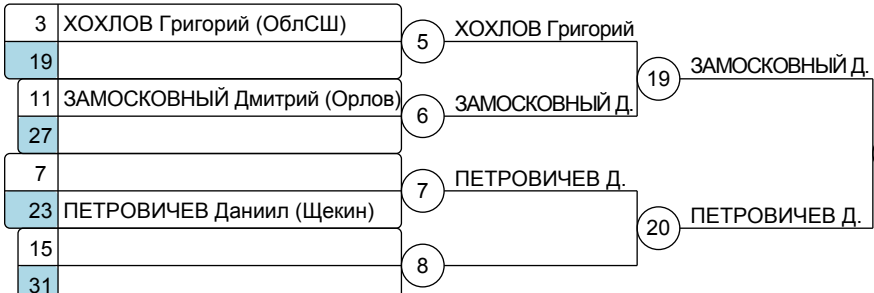 3 ХОХЛОВ Григорий (ОблСШ)
5 ХОХЛОВ Григорий
19
19 ЗАМОСКОВНЫЙ Д.
11 ЗАМОСКОВНЫЙ Дмитрий (Орлов)
6 ЗАМОСКОВНЫЙ Д.
27
7
7 ПЕТРОВИЧЕВ Д.
23 ПЕТРОВИЧЕВ Даниил (Щекин)
20 ПЕТРОВИЧЕВ Д.
15
8
31